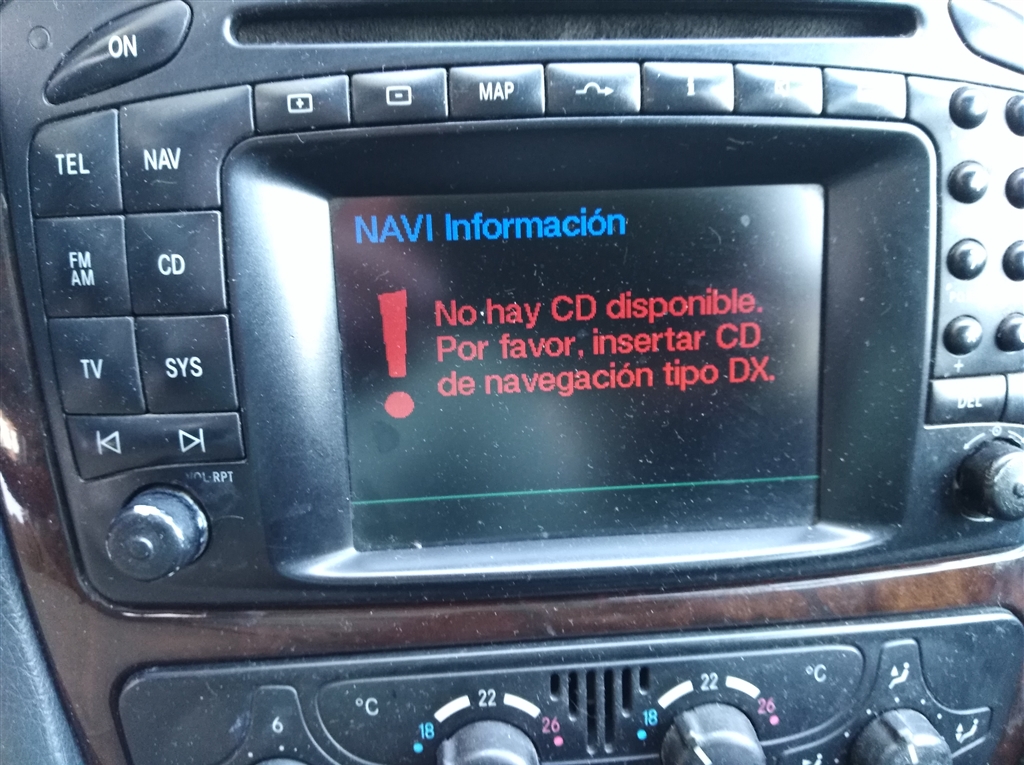 ON
MAP
i
TEL
NAV
NAVI Información
FM
AM
CD
No hay CD disponible.
Por favor, insertar CD
de navegación tipo DX.
TV
SYS
+
DEL
VOL·RPT
°C
22
°C
22
6
18
26
18
26